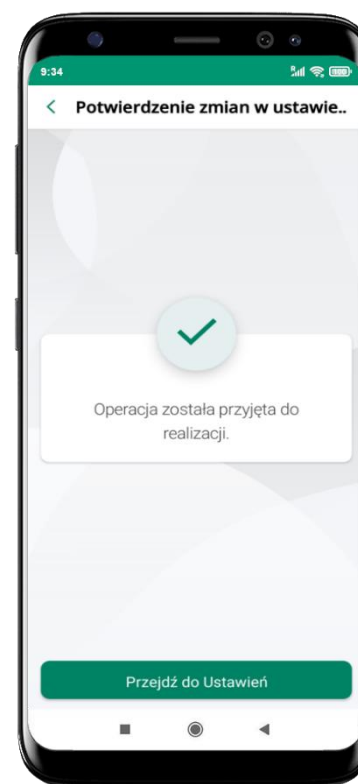 9:34
Potwierdzenie zmian w ustawie..
Operacja została przyjęta do
realizacji.
Przejdź do Ustawień